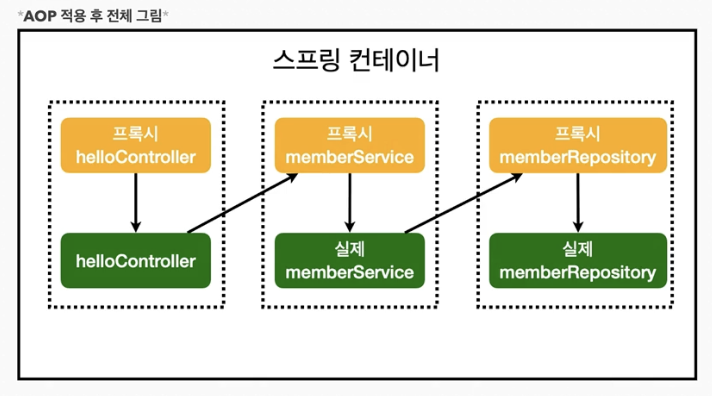 *AOP 적용 후 전체 그림*
스프링 컨테이너
프록시
helloController
프록시
memberService
프록시
memberRepository
helloController
실제
memberService
실제
memberRepository